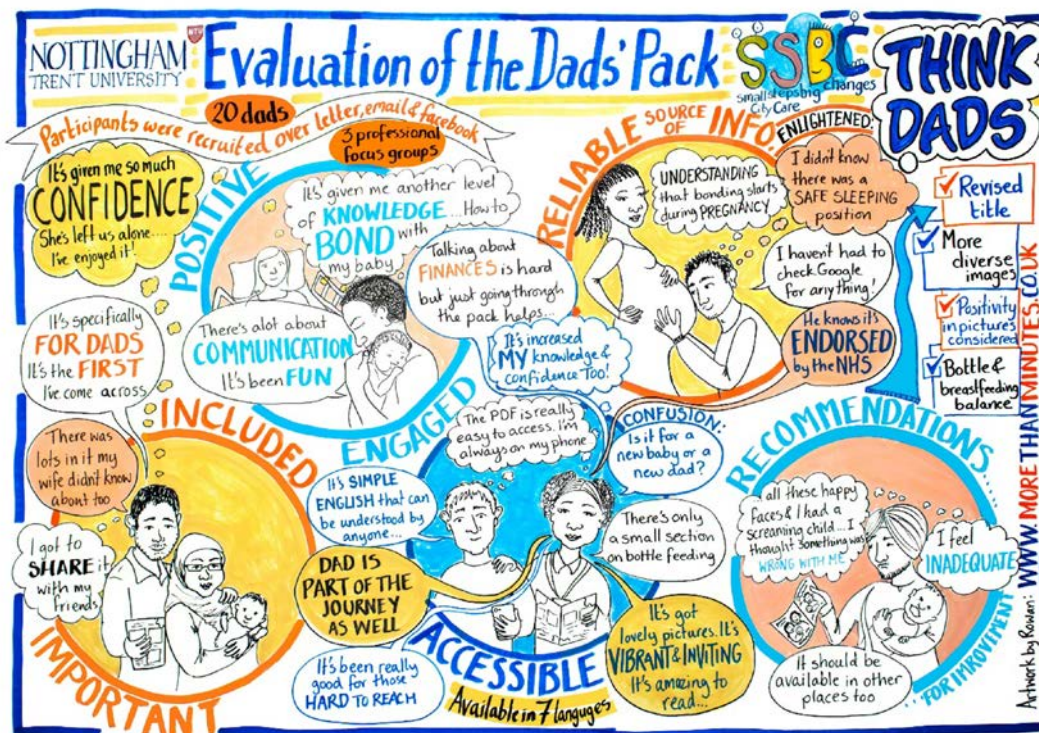 NOTTINGHAM
TRENT UNIVERSITY
NTU
Evaluation of the Dads' Pack
SSBC
small steps big changes
City Care
THINK
DADS
Participants were recruited over letter, email & facebook
20 dads
3 professional
focus groups
It's given me so much
CONFIDENCE
She's left us alone....
I've enjoyed it!
POSITIVE
It's given me another level
of KNOWLEDGE... How to
BOND with
my baby
There's alot about
COMMUNICATION
It's been FUN
ENGAGED
Talking about
FINANCES is hard
but just going through
the pack helps...
RELIABLE SOURCE OF INFO:
UNDERSTANDING
that bonding starts
during PREGNANCY
ENLIGHTENED:
I didn't know
there was a
SAFE SLEEPING
position
I haven't had to
check Google
for anything!
He knows it's
ENDORSED
by the NHS
It's increased
MY knowledge &
confidence Too!
Revised
title
More
diverse
images
Positivity
in pictures
considered
Bottle &
breastfeeding
balance
It's specifically
FOR DADS
It's the FIRST
I've come across
INCLUDED
There was
lots in it my
wife didn't know
about too
I got to
SHARE it
with my
friends
IMPORTANT
The PDF is really
easy to access. I'm
always on my phone
CONFUSION:
Is it for a
new baby or a
new dad?
It's SIMPLE
ENGLISH that can
be understood by
anyone...
There's only
a small section
on bottle feeding
DAD IS
PART OF THE
JOURNEY
AS WELL
It's been really
good for those
HARD TO REACH
ACCESSIBLE
Available in 7 languges
It's got
lovely pictures. It's
VIBRANT & INVITING
It's amazing to
read...
RECOMMENDATIONS...
...FOR IMPROVEMENT
all these happy
faces & I had a
screaming child... I
thought something was
WRONG WITH ME
I feel
INADEQUATE
It should be
available in other
places too
Artwork by Rowan: WWW.MORETHANMINUTES.CO.UK